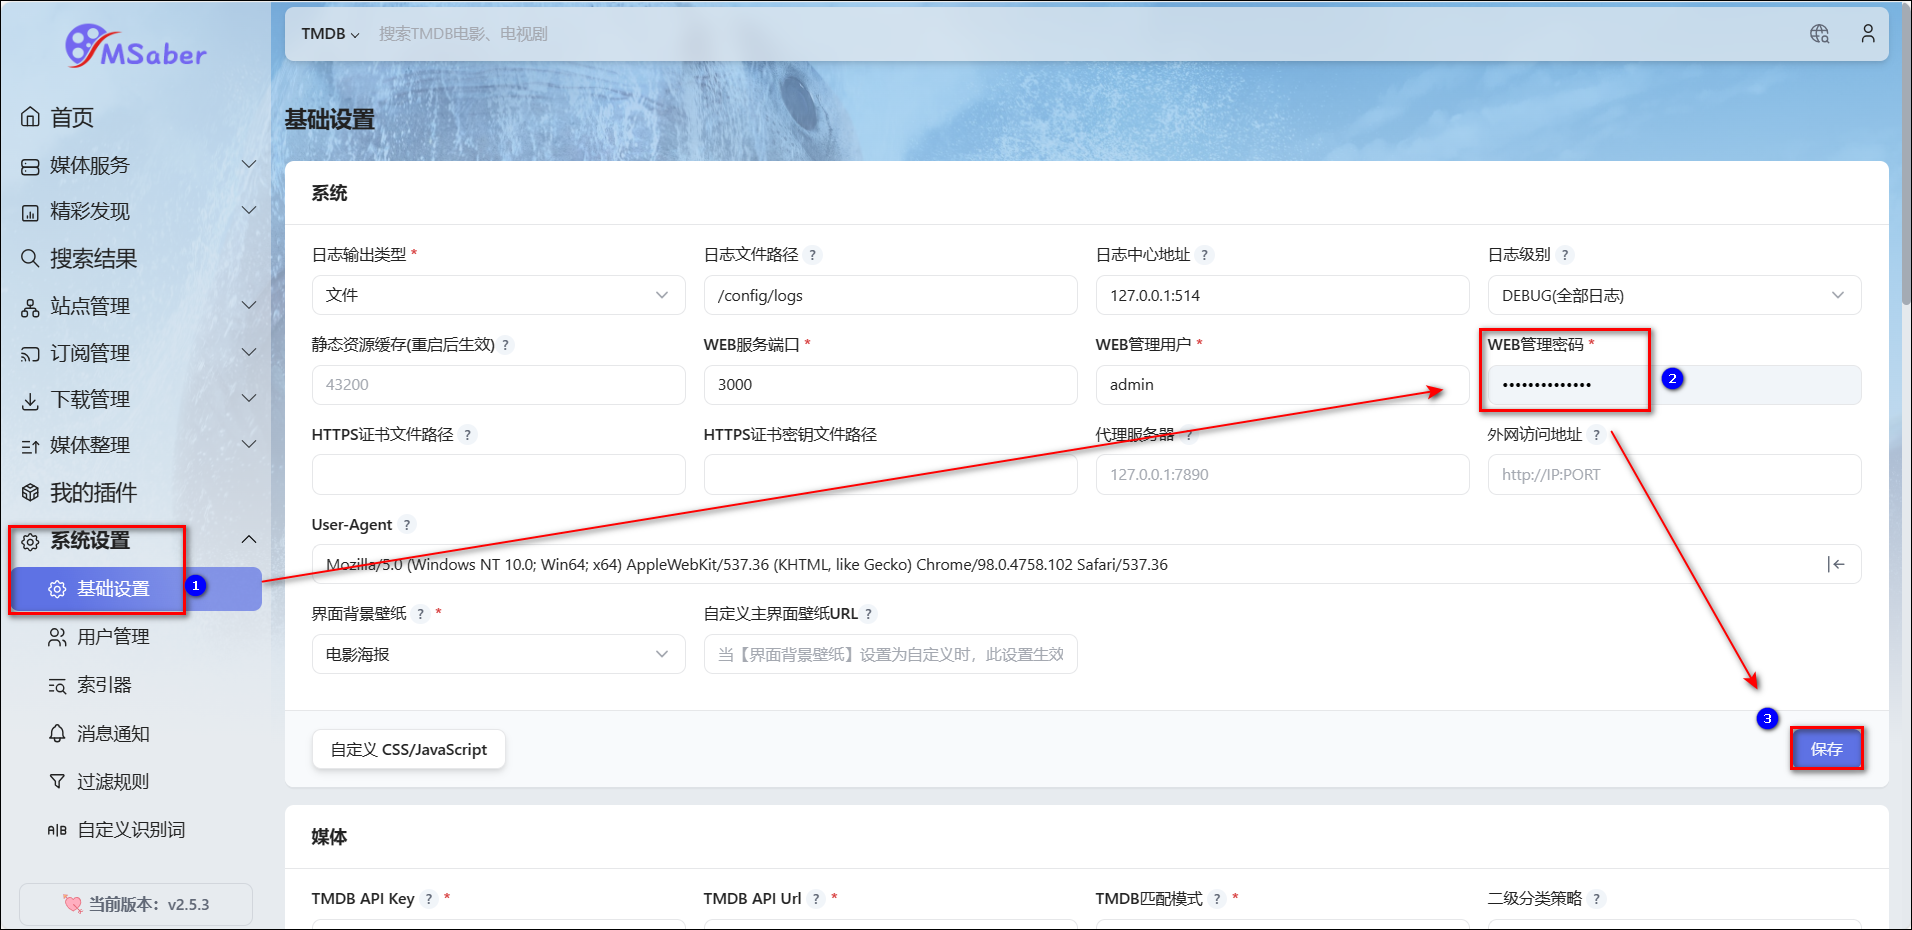 MSaber
TMDB
搜索TMDB电影、电视剧
首页
媒体服务
精彩发现
搜索结果
站点管理
订阅管理
下载管理
媒体整理
我的插件
系统设置
基础设置
1
用户管理
索引器
消息通知
过滤规则
A|B 自定义识别词
💘 当前版本：v2.5.3
基础设置
系统
日志输出类型 * 日志文件路径 ? 日志中心地址 ? 日志级别 ?
文件 /config/logs 127.0.0.1:514 DEBUG(全部日志)
静态资源缓存(重启后生效) ? WEB服务端口 * WEB管理用户 * WEB管理密码 *
43200 3000 admin •••••••••••••• 2
HTTPS证书文件路径 ? HTTPS证书密钥文件路径 代理服务器 ? 外网访问地址 ?
127.0.0.1:7890 http://IP:PORT
User-Agent ?
Mozilla/5.0 (Windows NT 10.0; Win64; x64) AppleWebKit/537.36 (KHTML, like Gecko) Chrome/98.0.4758.102 Safari/537.36
界面背景壁纸 ? * 自定义主界面壁纸URL ?
电影海报 当【界面背景壁纸】设置为自定义时，此设置生效
3
自定义 CSS/JavaScript 保存
媒体
TMDB API Key ? * TMDB API Url ? * TMDB匹配模式 ? * 二级分类策略 ?